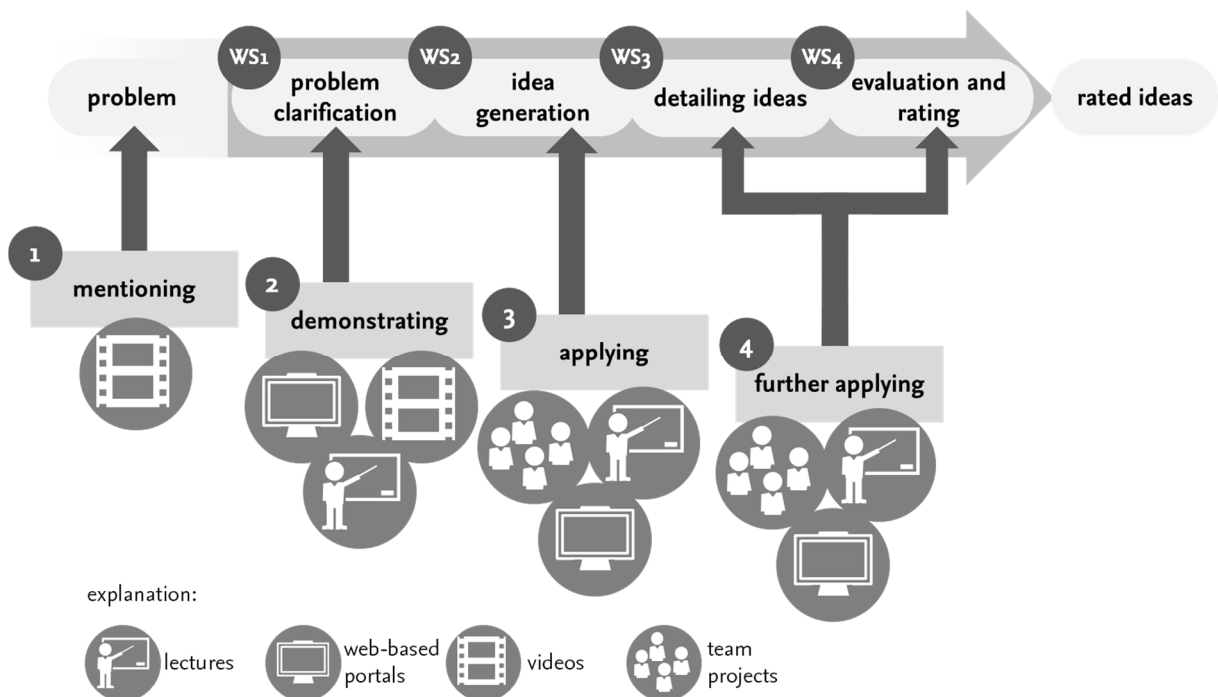 WS1
WS2
WS3
WS4
problem
problem
clarification
idea
generation
detailing ideas
evaluation and
rating
rated ideas
1
mentioning
2
demonstrating
3
applying
4
further applying
explanation:
lectures
web-based
portals
videos
team
projects